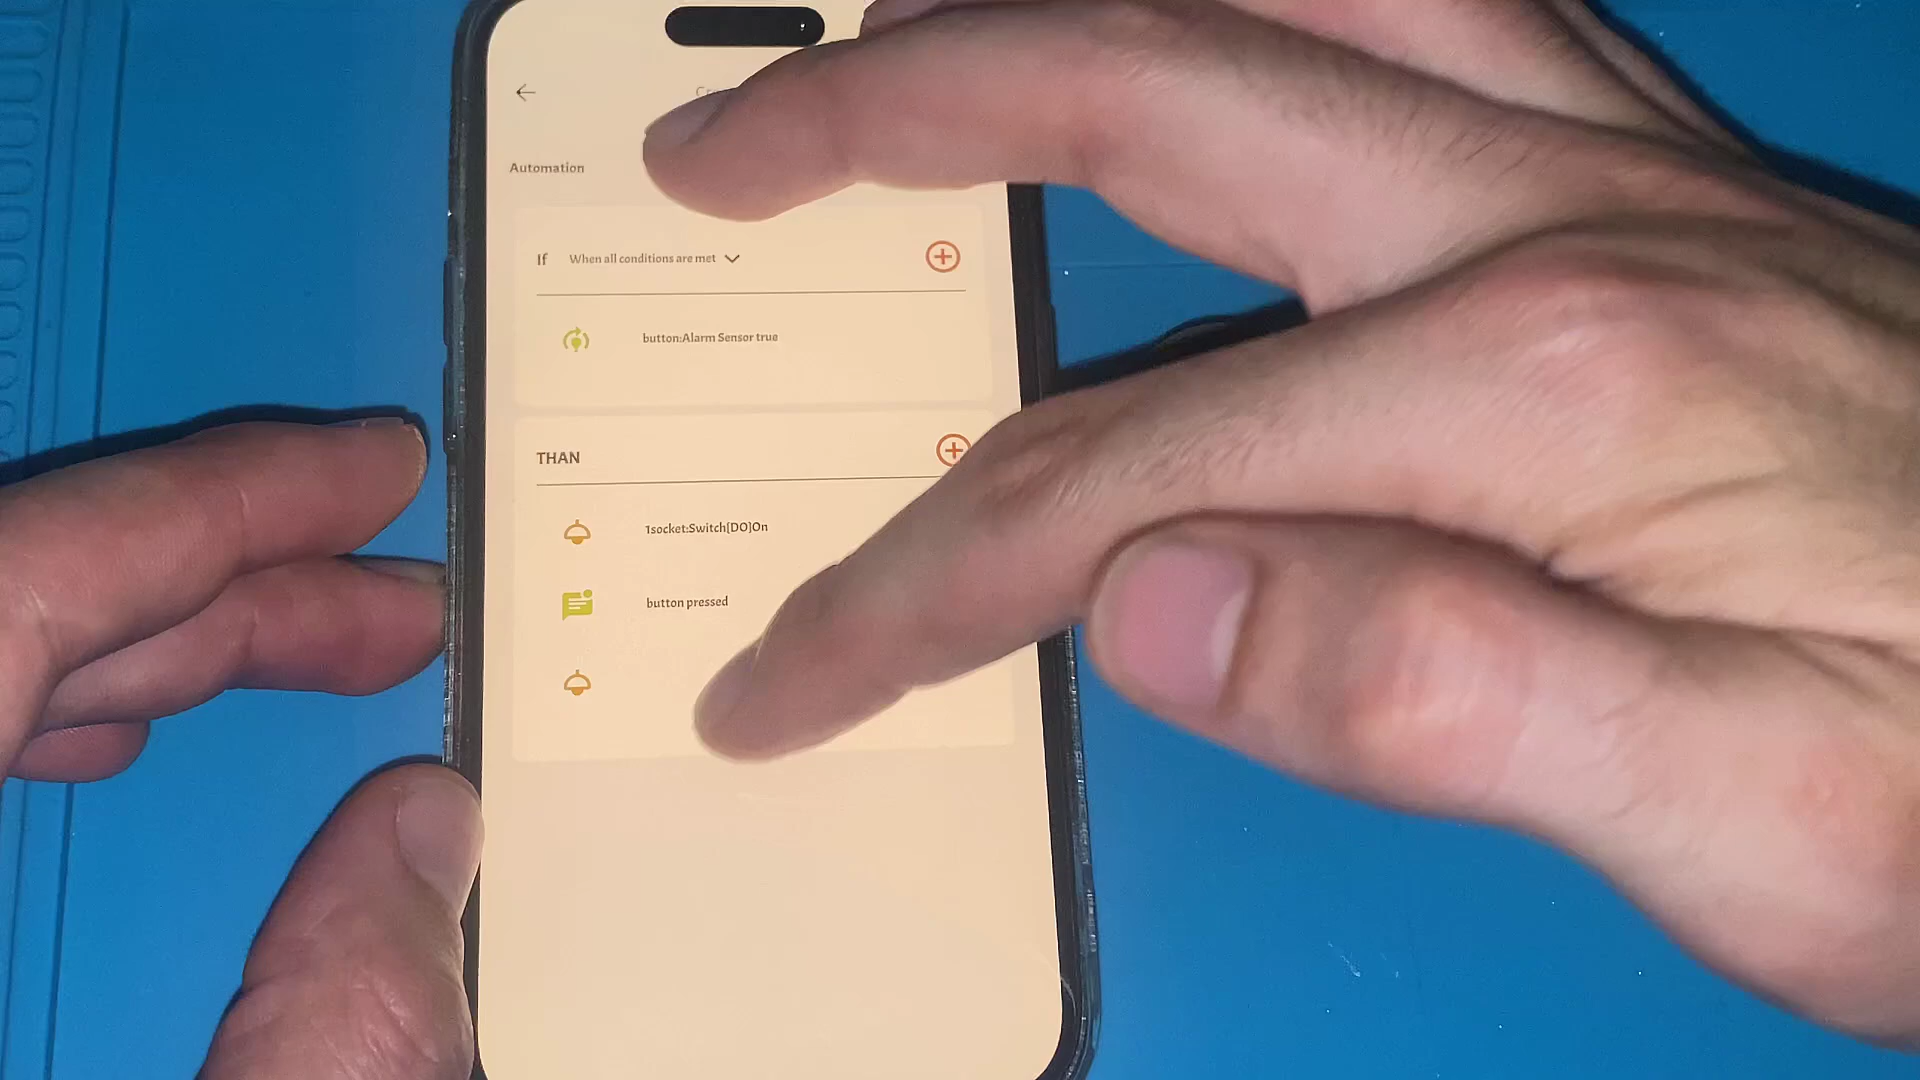 Automation
If When all conditions are met
button:Alarm Sensor true
THAN
1socket:Switch[DO]On
button pressed